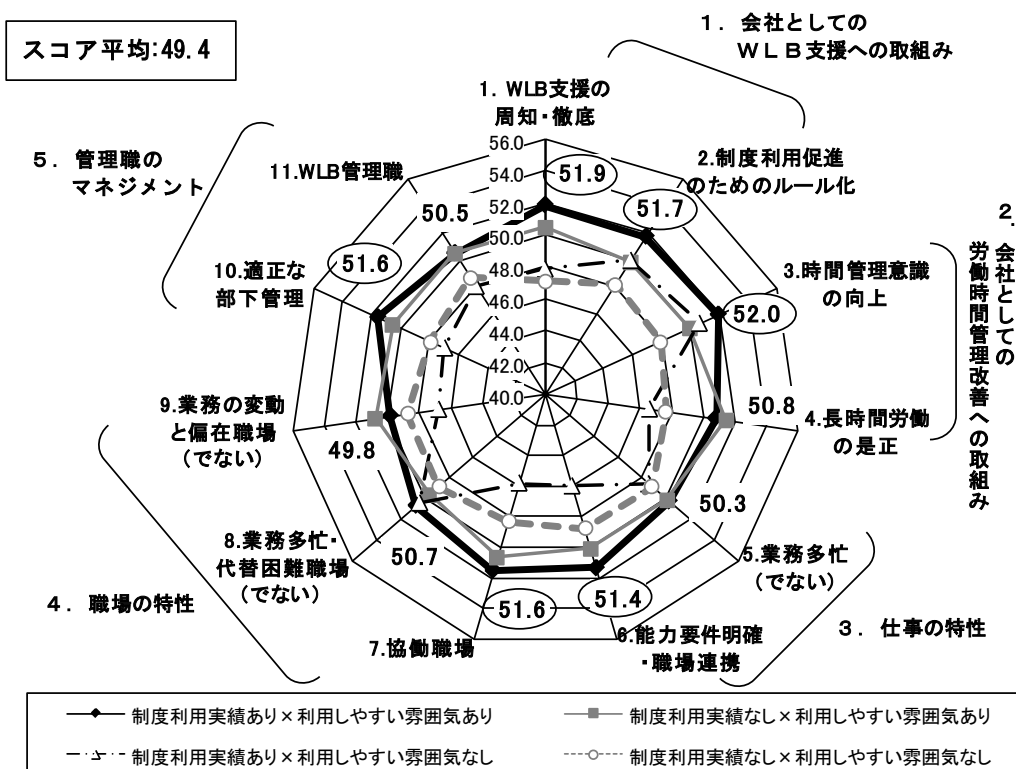 スコア平均:49.4
1. 会社としての
WLB支援への取組み
1. WLB支援の
周知・徹底
2.制度利用促進
のためのルール化
2. 会社としての
労働時間管理改善への取組み
3.時間管理意識
の向上
4.長時間労働
の是正
5.業務多忙
(でない)
3. 仕事の特性
6.能力要件明確
・職場連携
7.協働職場
8.業務多忙・
代替困難職場
(でない)
4. 職場の特性
9.業務の変動
と偏在職場
(でない)
10.適正な
部下管理
5. 管理職の
マネジメント
11.WLB管理職
56.0
54.0
52.0
50.0
48.0
46.0
44.0
42.0
40.0
51.9
51.7
52.0
50.8
50.3
51.4
51.6
50.7
49.8
51.6
50.5
制度利用実績あり×利用しやすい雰囲気あり
制度利用実績なし×利用しやすい雰囲気あり
制度利用実績あり×利用しやすい雰囲気なし
制度利用実績なし×利用しやすい雰囲気なし